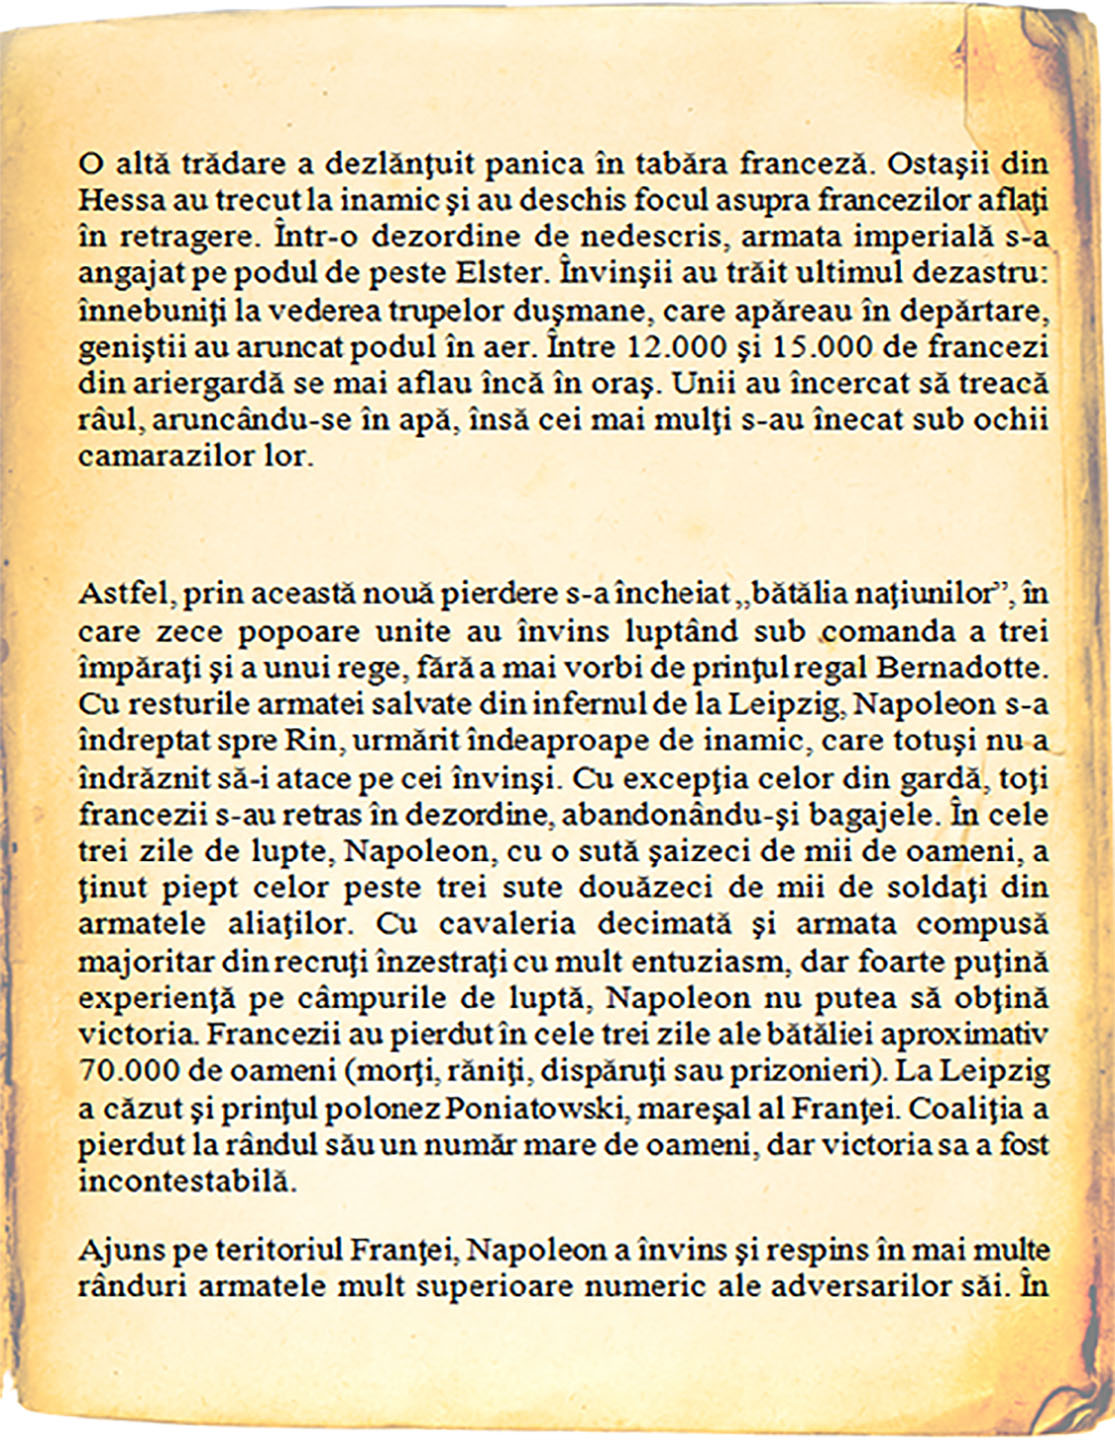 O altă trădare a dezlănţuit panica în tabăra franceză. Ostaşii din
Hessa au trecut la inamic şi au deschis focul asupra francezilor aflaţi
în retragere. Într-o dezordine de nedescris, armata imperială s-a
angajat pe podul de peste Elster. Învinşii au trăit ultimul dezastru:
înnebuniţi la vederea trupelor duşmane, care apăreau în depărtare,
geniştii au aruncat podul în aer. Între 12.000 şi 15.000 de francezi
din ariergardă se mai aflau încă în oraş. Unii au încercat să treacă
râul, aruncându-se în apă, însă cei mai mulţi s-au înecat sub ochii
camarazilor lor.
Astfel, prin această nouă pierdere s-a încheiat „bătălia naţiunilor”, în
care zece popoare unite au învins luptând sub comanda a trei
împăraţi şi a unui rege, fără a mai vorbi de prinţul regal Bernadotte.
Cu resturile armatei salvate din infernul de la Leipzig, Napoleon s-a
îndreptat spre Rin, urmărit îndeaproape de inamic, care totuşi nu a
îndrăznit să-i atace pe cei învinşi. Cu excepţia celor din gardă, toţi
francezii s-au retras în dezordine, abandonându-şi bagajele. În cele
trei zile de lupte, Napoleon, cu o sută şaizeci de mii de oameni, a
ţinut piept celor peste trei sute douăzeci de mii de soldaţi din
armatele aliaţilor. Cu cavaleria decimată şi armata compusă
majoritar din recruţi înzestraţi cu mult entuziasm, dar foarte puţină
experienţă pe câmpurile de luptă, Napoleon nu putea să obţină
victoria. Francezii au pierdut în cele trei zile ale bătăliei aproximativ
70.000 de oameni (morţi, răniţi, dispăruţi sau prizonieri). La Leipzig
a căzut şi prinţul polonez Poniatowski, mareşal al Franţei. Coaliţia a
pierdut la rândul său un număr mare de oameni, dar victoria sa a fost
incontestabilă.
Ajuns pe teritoriul Franţei, Napoleon a învins şi respins în mai multe
rânduri armatele mult superioare numeric ale adversarilor săi. În